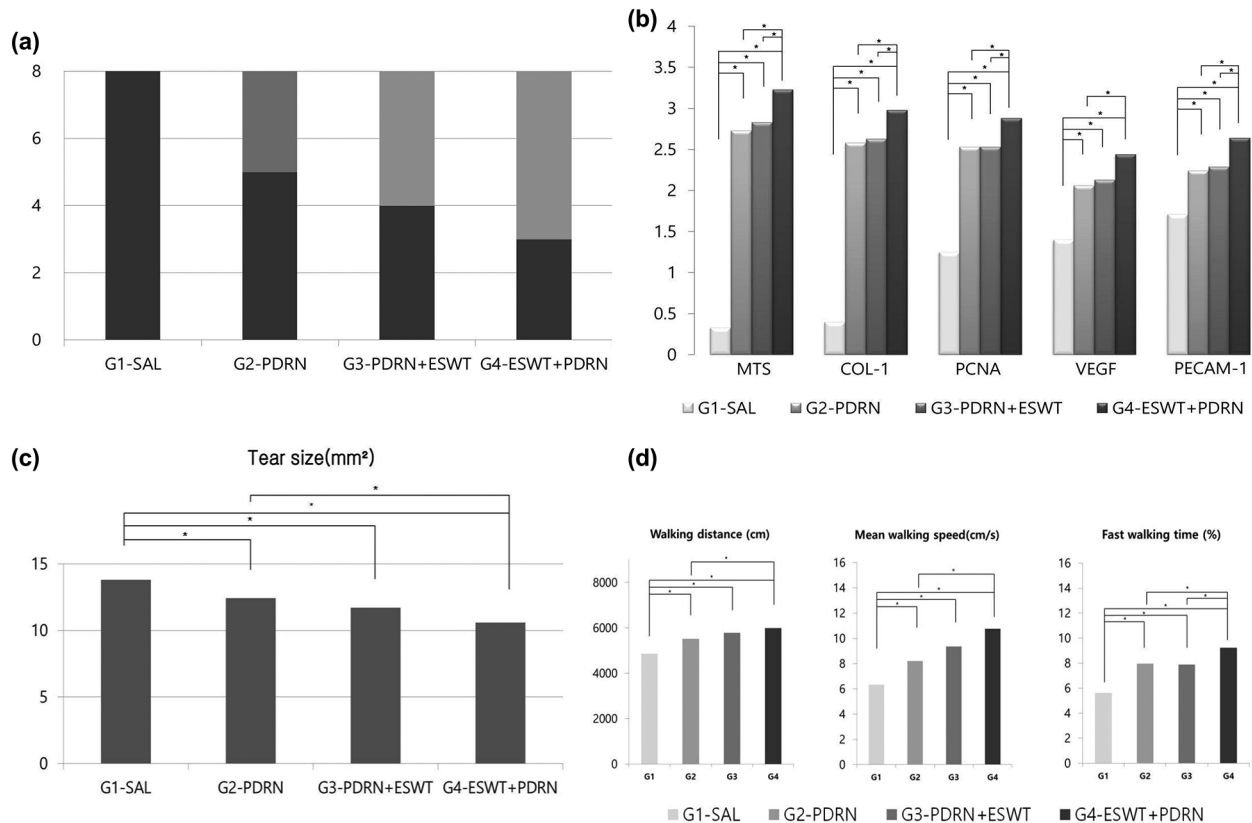 (a)
8
6
4
2
0
G1-SAL G2-PDRN G3-PDRN+ESWT G4-ESWT+PDRN
(b)
4
3.5
3
2.5
2
1.5
1
0.5
0
* * * * *
* * * * *
* * * * *
* * * *
* * * * *
MTS COL-1 PCNA VEGF PECAM-1
G1-SAL G2-PDRN G3-PDRN+ESWT G4-ESWT+PDRN
(c)
Tear size(mm²)
*
*
*
*
15
10
5
0
G1-SAL G2-PDRN G3-PDRN+ESWT G4-ESWT+PDRN
(d)
Walking distance (cm)
*
*
*
*
8000
6000
4000
2000
0
G1 G2 G3 G4
Mean walking speed(cm/s)
16
14
12
10
8
6
4
2
0
*
*
*
*
G1 G2 G3 G4
Fast walking time (%)
16
14
12
10
8
6
4
2
0
*
*
*
*
*
G1 G2 G3 G4
G1-SAL G2-PDRN G3-PDRN+ESWT G4-ESWT+PDRN